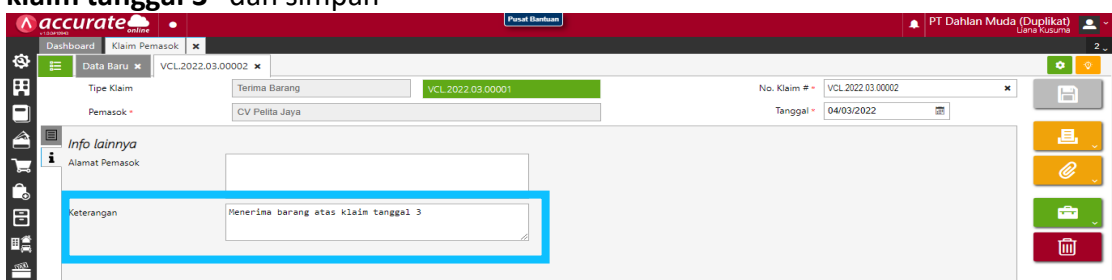 klaim tanggal 3" dan simpan
accurate online
Pusat Bantuan
PT Dahlan Muda (Duplikat)
Liana Kusuma
Dashboard Klaim Pemasok × 2
Data Baru × VCL.2022.03.00002 ×
Tipe Klaim Terima Barang VCL.2022.03.00001 No. Klaim # * VCL.2022.03.00002 ×
Pemasok * CV Pelita Jaya Tanggal * 04/03/2022
Info lainnya
Alamat Pemasok
Keterangan Menerima barang atas klaim tanggal 3